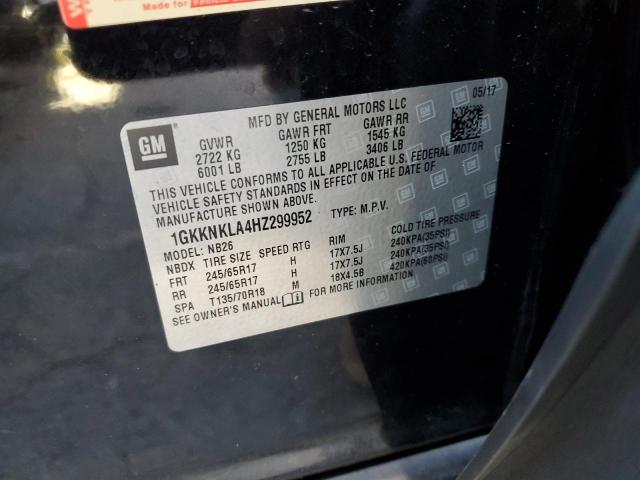 Made for Vehicle
MFD BY GENERAL MOTORS LLC
05/17
GM
GVWR GAWR FRT GAWR RR
2722 KG 1250 KG 1545 KG
6001 LB 2755 LB 3406 LB
THIS VEHICLE CONFORMS TO ALL APPLICABLE U.S. FEDERAL MOTOR
VEHICLE SAFETY STANDARDS IN EFFECT ON THE DATE OF
MANUFACTURE SHOWN ABOVE.
1GKKNKLA4HZ299952 TYPE: M.P.V.
MODEL: NB26
NBDX TIRE SIZE SPEED RTG RIM COLD TIRE PRESSURE
FRT 245/65R17 H 17X7.5J 240KPA(35PSI)
RR 245/65R17 H 17X7.5J 240KPA(35PSI)
SPA T135/70R18 M 18X4.5B 420KPA(60PSI)
SEE OWNER'S MANUAL FOR MORE INFORMATION